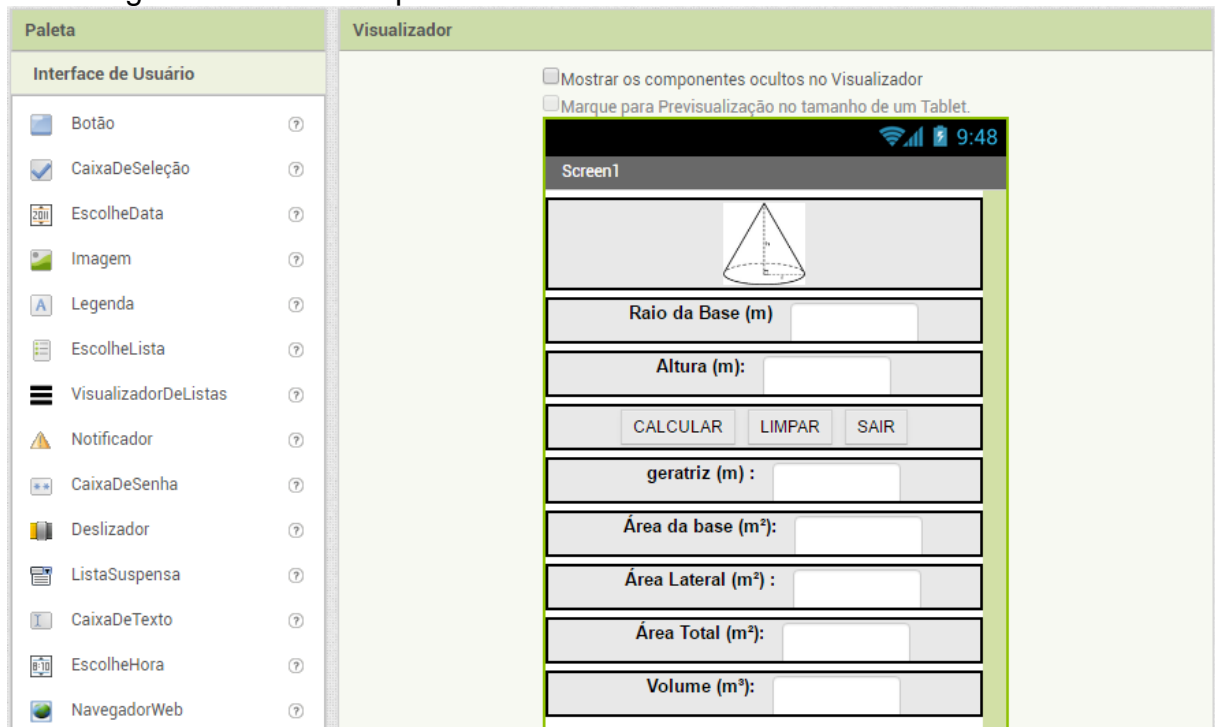 Paleta
Interface de Usuário
Botão
CaixaDeSeleção
EscolheData
Imagem
Legenda
EscolheLista
VisualizadorDeListas
Notificador
CaixaDeSenha
Deslizador
ListaSuspensa
CaixaDeTexto
EscolheHora
NavegadorWeb
Visualizador
Mostrar os componentes ocultos no Visualizador
Marque para Previsualização no tamanho de um Tablet.
9:48
Screen1
Raio da Base (m)
Altura (m):
CALCULAR LIMPAR SAIR
geratriz (m) :
Área da base (m²):
Área Lateral (m²) :
Área Total (m²):
Volume (m³):